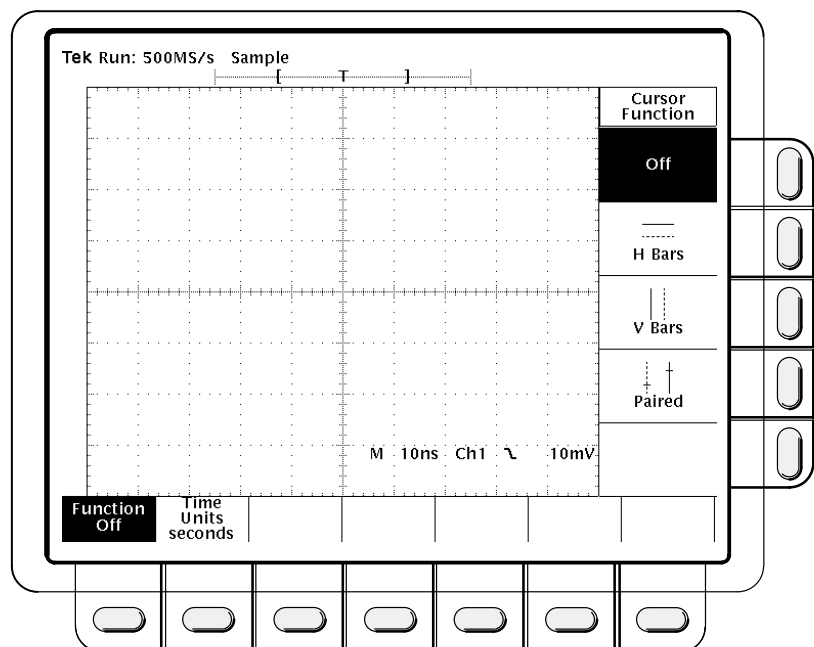 Tek Run: 500MS/s Sample
[ T ]
Cursor
Function
Off
H Bars
V Bars
Paired
M 10ns Ch1 10mV
Function
Off
Time
Units
seconds